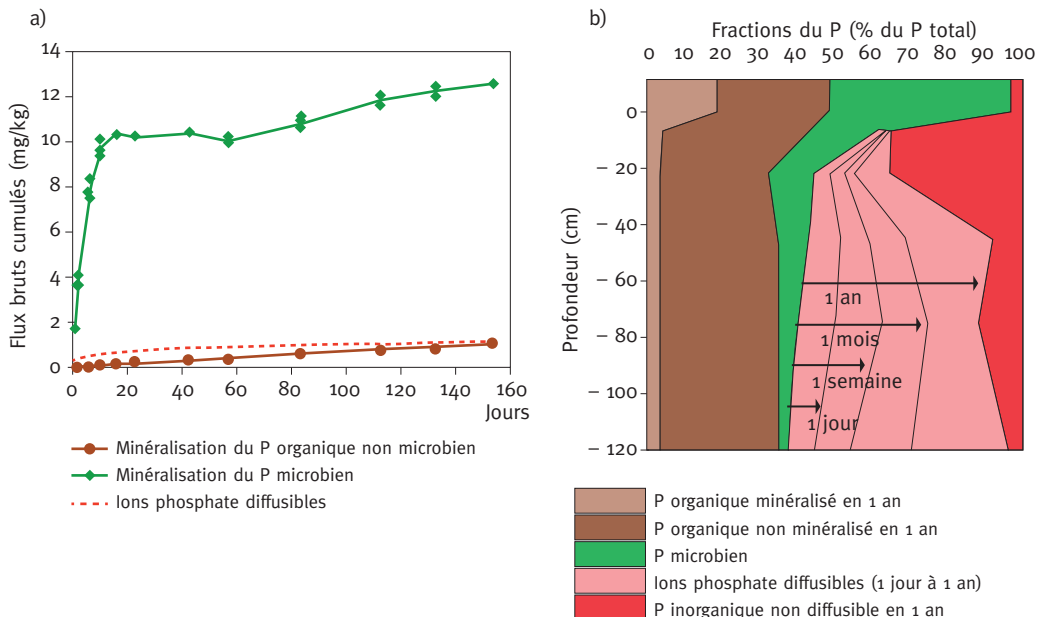 a)
14
12
10
8
6
4
2
0
Flux bruts cumulés (mg/kg)
0 20 40 60 80 100 120 140 160
Jours
Minéralisation du P organique non microbien
Minéralisation du P microbien
Ions phosphate diffusibles
b)
Fractions du P (% du P total)
0 10 20 30 40 50 60 70 80 90 100
0
– 20
– 40
– 60
– 80
– 100
– 120
Profondeur (cm)
1 an
1 mois
1 semaine
1 jour
P organique minéralisé en 1 an
P organique non minéralisé en 1 an
P microbien
Ions phosphate diffusibles (1 jour à 1 an)
P inorganique non diffusible en 1 an